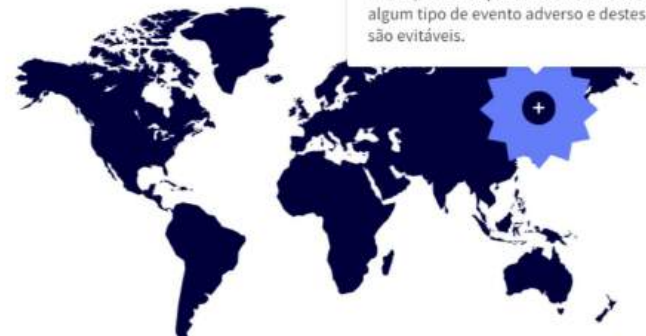 algum tipo de evento adverso e destes
são evitáveis.
+